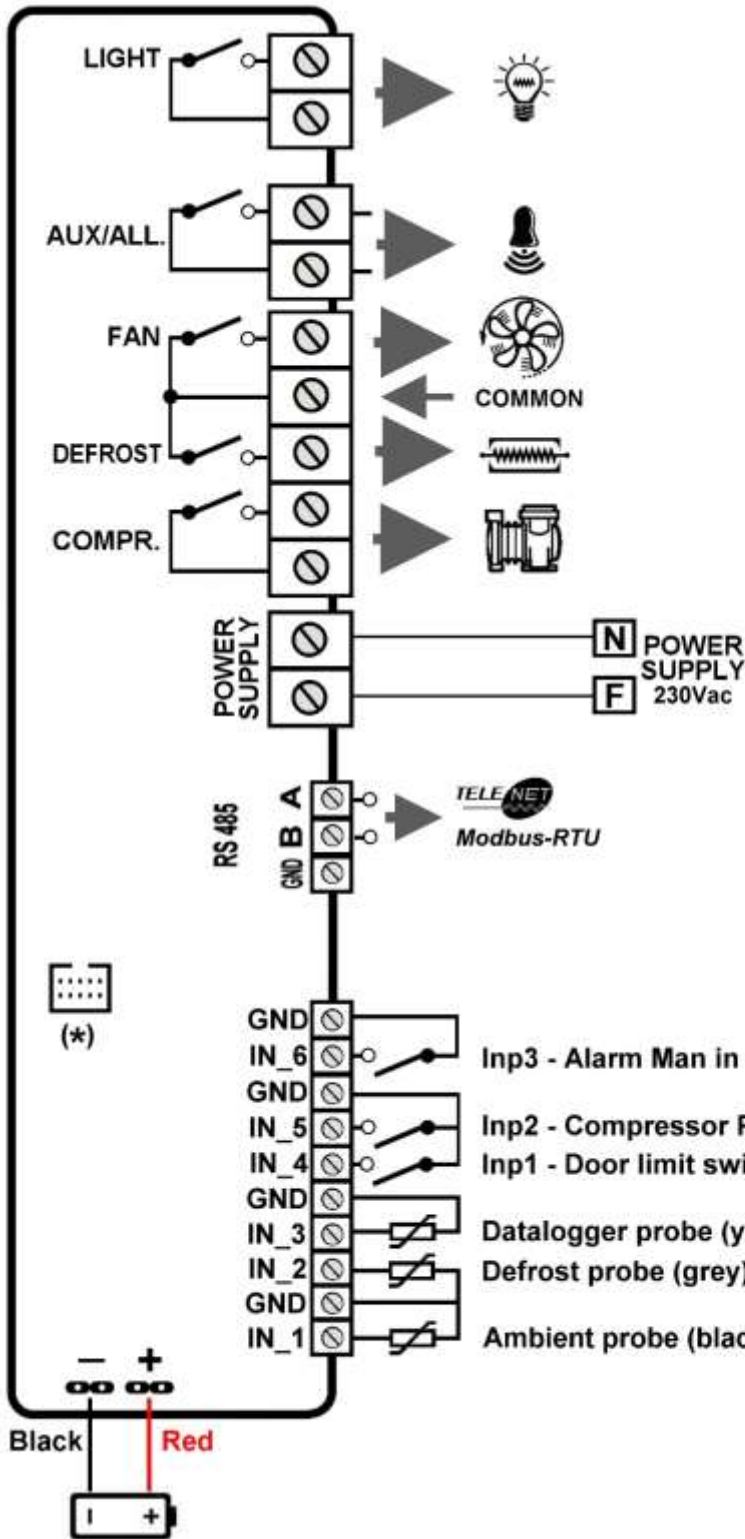 LIGHT
AUX/ALL.
FAN
COMMON
DEFROST
COMPR.
POWER
SUPPLY
N
F
POWER
SUPPLY
230Vac
RS 485
A
B
GND
TELE NET
Modbus-RTU
(*)
GND
IN_6 Inp3 - Alarm Man in
GND
IN_5 Inp2 - Compressor
IN_4 Inp1 - Door limit
GND
IN_3 Datalogger probe
IN_2 Defrost probe (grey)
GND
IN_1 Ambient probe
− +
Black Red
− +